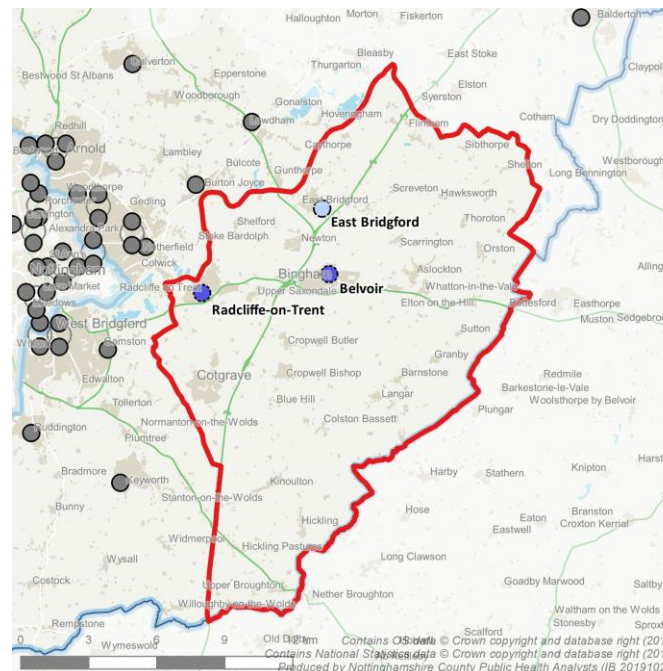 Halloughton
Morton
Fiskerton
Balderton
Bleasby
Calverton
Thurgarton
East Stoke
Claypole
Bestwood St Albans
Epperstone
Elston
Woodborough
Gonalston
Syerston
Hoveringham
Cotham
Lowdham
Flintham
Dry Doddington
Redhill
Caythorpe
Sibthorpe
Arnold
Lambley
Bulcote
Shelton
Westborough
Gunthorpe
Long Bennington
Burton Joyce
Screveton
Woodthorpe
Gedling
East Bridgford
Hawksworth
Shelford
East Bridgford
Thoroton
Alexandra Park
Stoke Bardolph
Newton
Scarrington
Orston
Netherfield
Colwick
Nottingham
Bingham
Aslockton
Radcliffe on Trent
Belvoir
Whatton-in-the-Vale
Upper Saxondale
Bottesford
Easthorpe
Elton on the Hill
Radcliffe-on-Trent
Muston
Sedgebrook
West Bridgford
Sutton
Cropwell Butler
Gamston
Granby
Edwalton
Cotgrave
Cropwell Bishop
Barnstone
Redmile
Barkestone-le-Vale
Tollerton
Blue Hill
Langar
Woolsthorpe by Belvoir
Plungar
Normanton-on-the-Wolds
Colston Bassett
Ruddington
Plumtree
Bradmore
Harby
Stathern
Knipton
Keyworth
Kinoulton
Stanton-on-the-Wolds
Bunny
Hose
Branston
Hickling
Eaton
Croxton Kerrial
Eastwell
Widmerpool
Hickling Pastures
Wysall
Long Clawson
Goadby Marwood
Costock
Upper Broughton
Nether Broughton
Willoughby-on-the-Wolds
Waltham on the Wolds
Rempstone
Stonesby
Scalford
Wymeswold
0 3 6 9 12 km
Contains OS data © Crown copyright and database right (201
Contains National Statistics data © Crown copyright and database right (201
Produced by Nottinghamshire County Public Health Analysts (IB 2019)